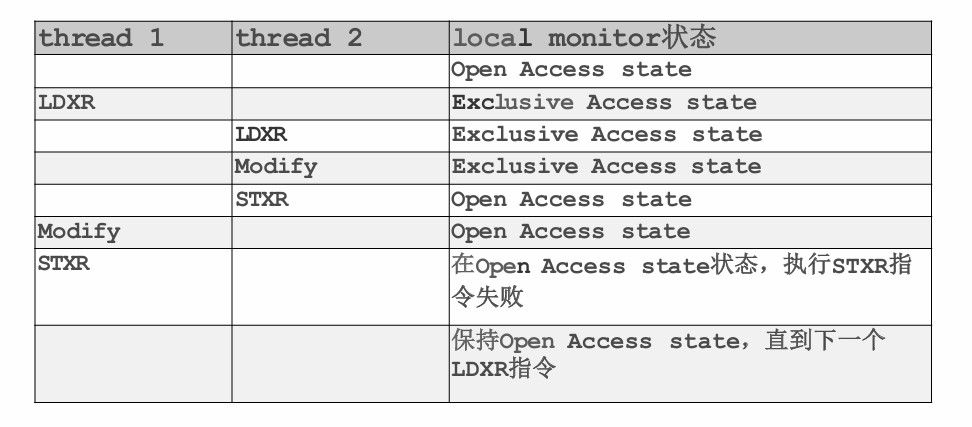 thread 1 thread 2 local monitor状态
Open Access state
LDXR Exclusive Access state
LDXR Exclusive Access state
Modify Exclusive Access state
STXR Open Access state
Modify Open Access state
STXR 在Open Access state状态，执行STXR指
令失败
保持Open Access state，直到下一个
LDXR指令